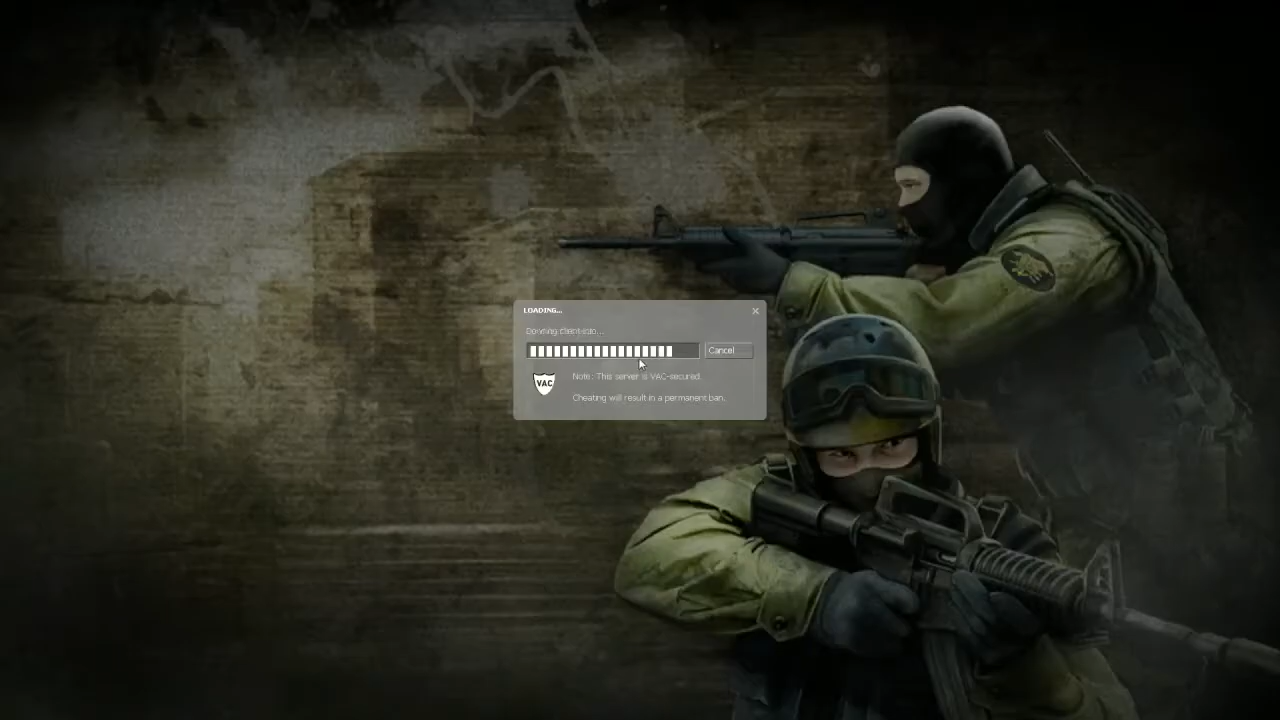 LOADING...
Cancel
Note: This server is VAC-secured.
VAC
Cheating will result in a permanent ban.